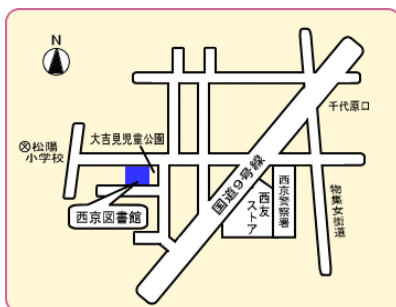 N
千代原口
大吉見児童公園
松陽
小学校
国道9号線
西京図書館
西友
ストア
西京警察署
物集女街道